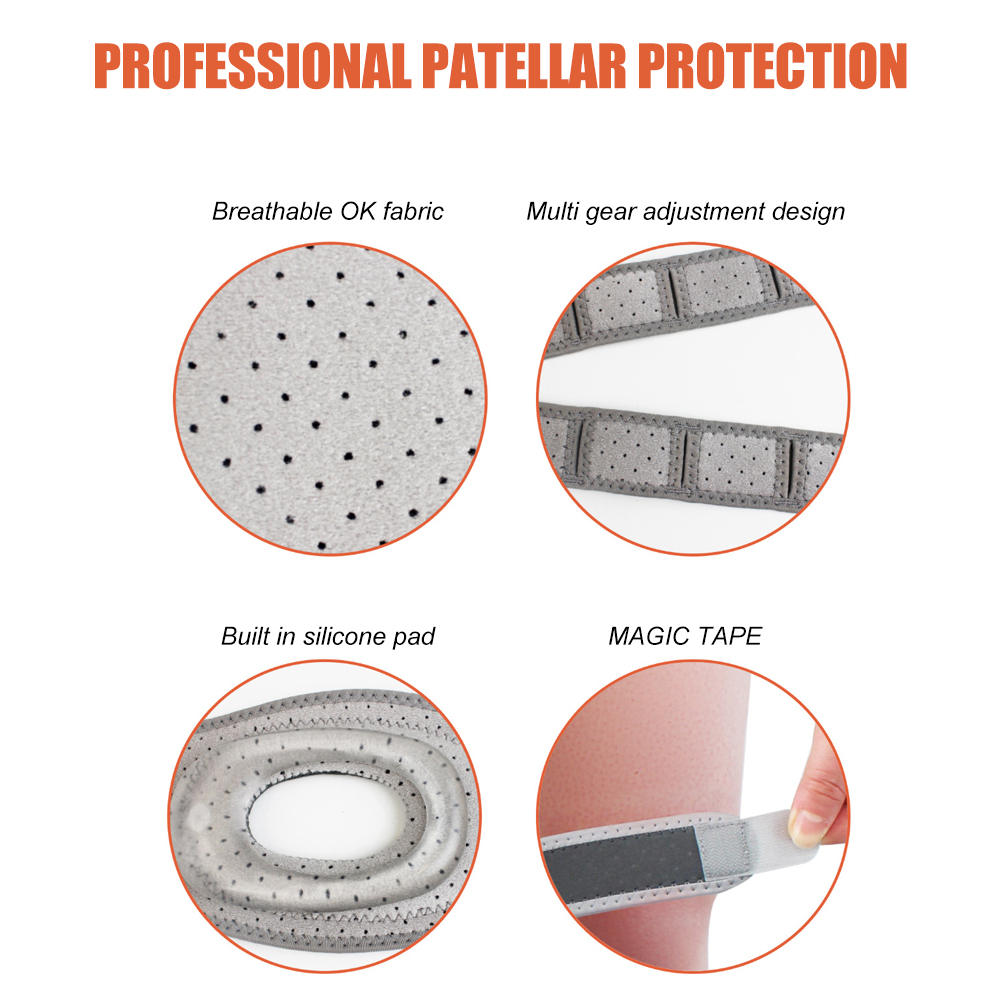 PROFESSIONAL PATELLAR PROTECTION
Breathable OK fabric
Multi gear adjustment design
Built in silicone pad
MAGIC TAPE